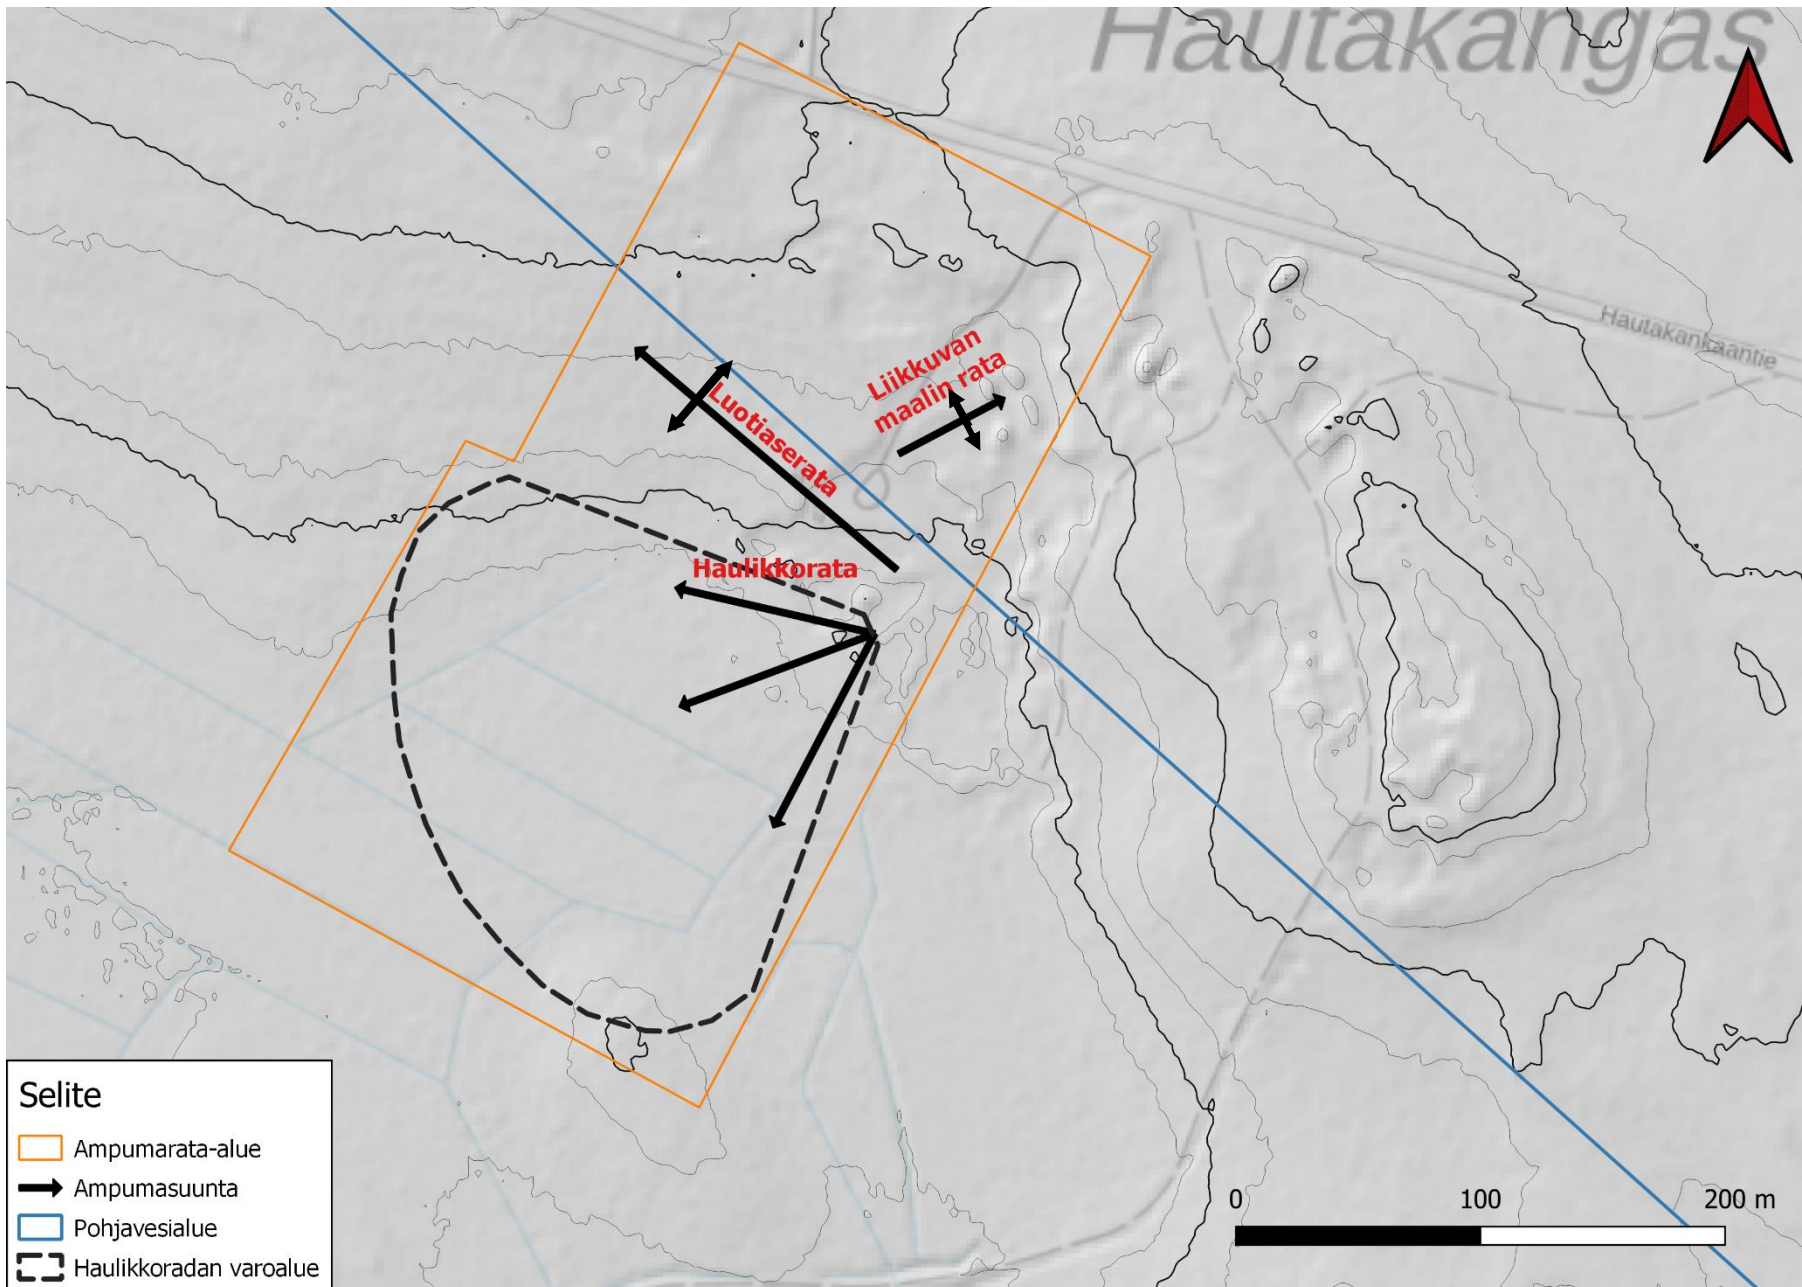 Hautakangas
Hautakankaantie
Liikkuvan
maalin rata
Luotiaserata
Haulikkorata
Selite
Ampumarata-alue
Ampumasuunta
Pohjavesialue
Haulikkoradan varoalue
0 100 200 m